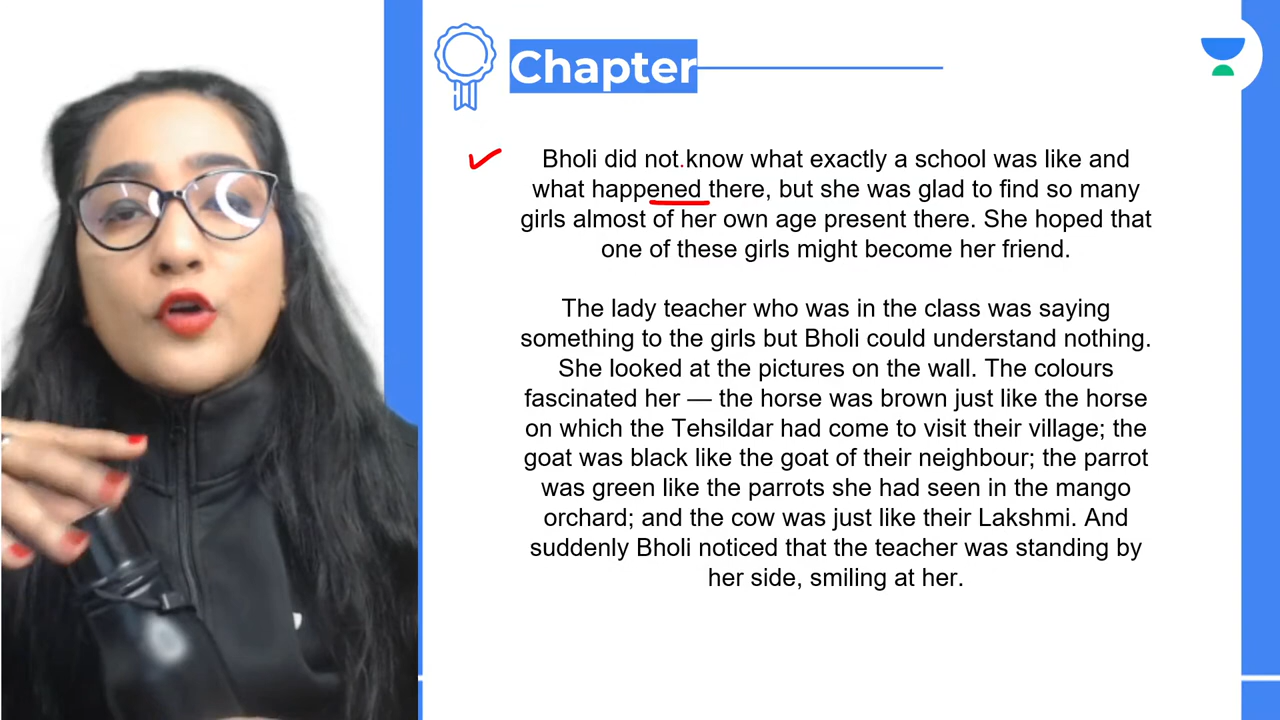 Chapter
Bholi did not.know what exactly a school was like and
what happened there, but she was glad to find so many
girls almost of her own age present there. She hoped that
one of these girls might become her friend.
The lady teacher who was in the class was saying
something to the girls but Bholi could understand nothing.
She looked at the pictures on the wall. The colours
fascinated her — the horse was brown just like the horse
on which the Tehsildar had come to visit their village; the
goat was black like the goat of their neighbour; the parrot
was green like the parrots she had seen in the mango
orchard; and the cow was just like their Lakshmi. And
suddenly Bholi noticed that the teacher was standing by
her side, smiling at her.